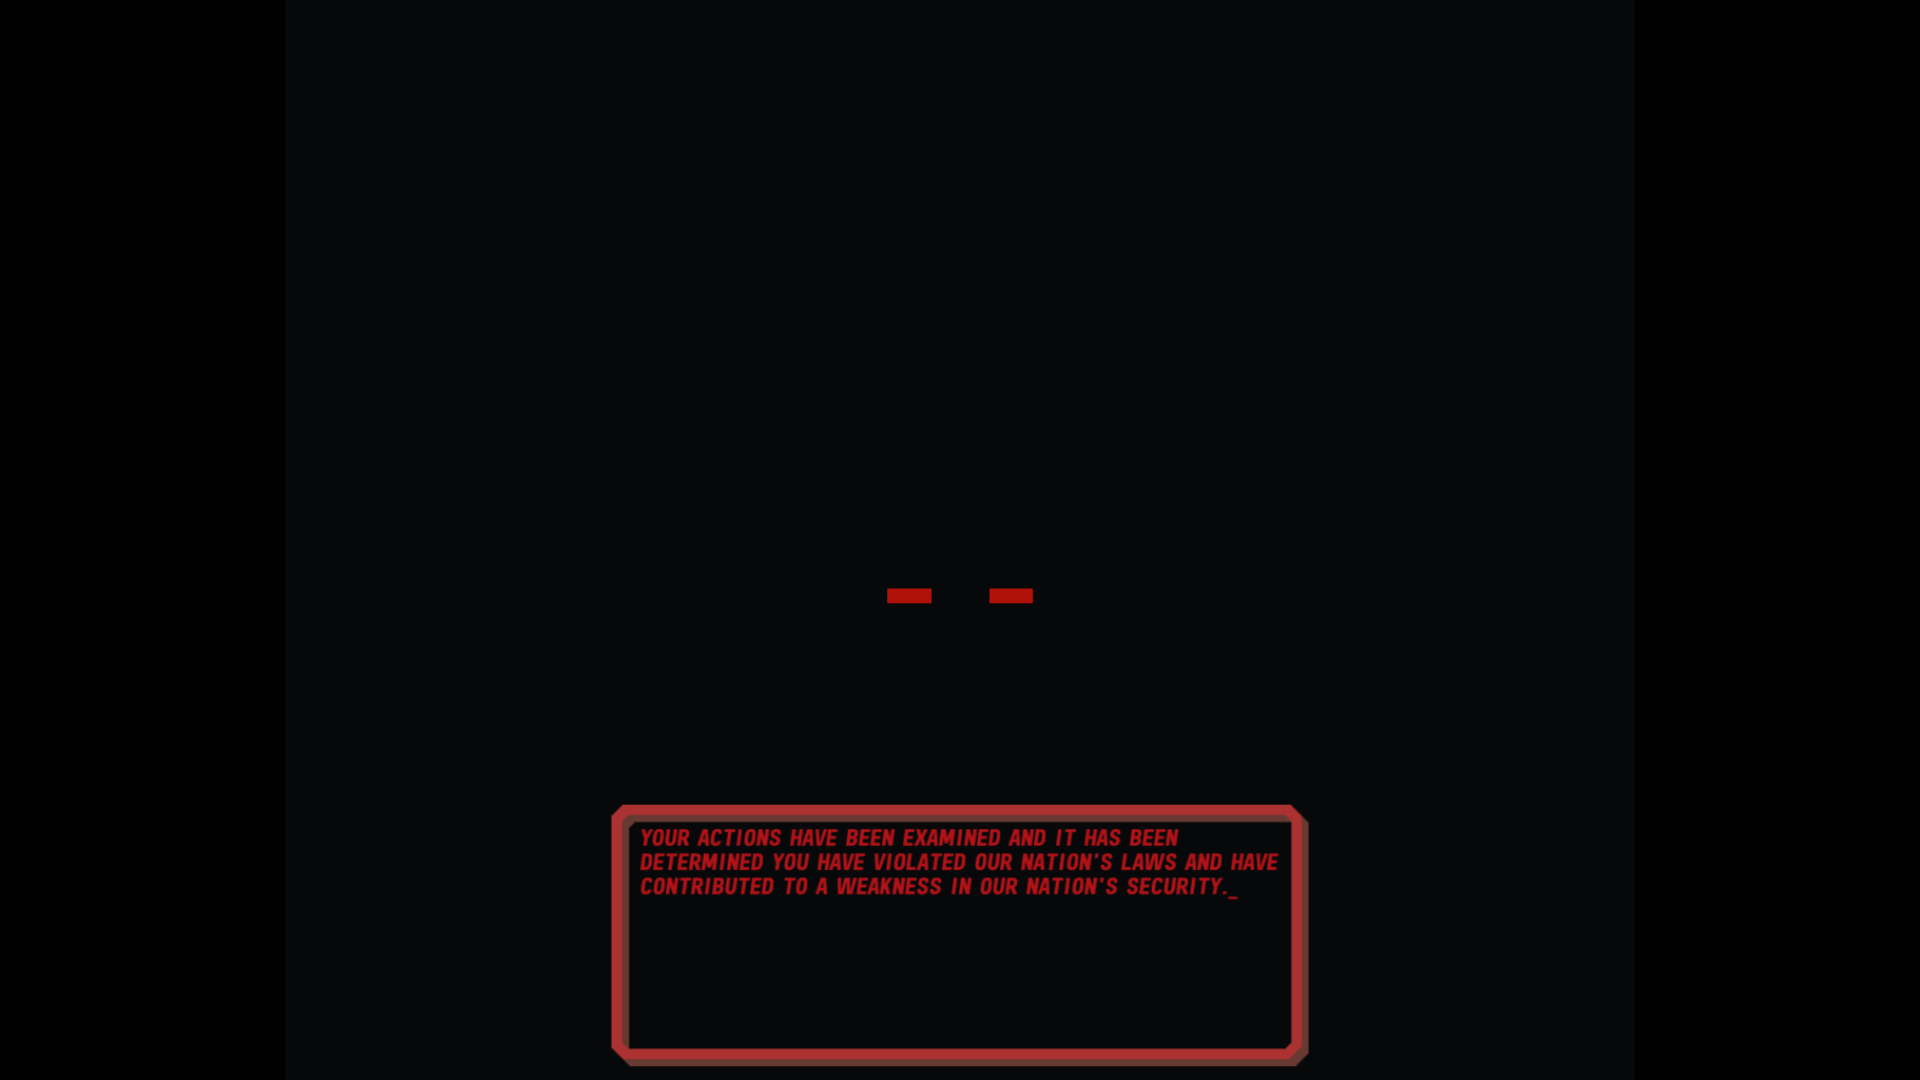 YOUR ACTIONS HAVE BEEN EXAMINED AND IT HAS BEEN
DETERMINED YOU HAVE VIOLATED OUR NATION'S LAWS AND HAVE
CONTRIBUTED TO A WEAKNESS IN OUR NATION'S SECURITY._